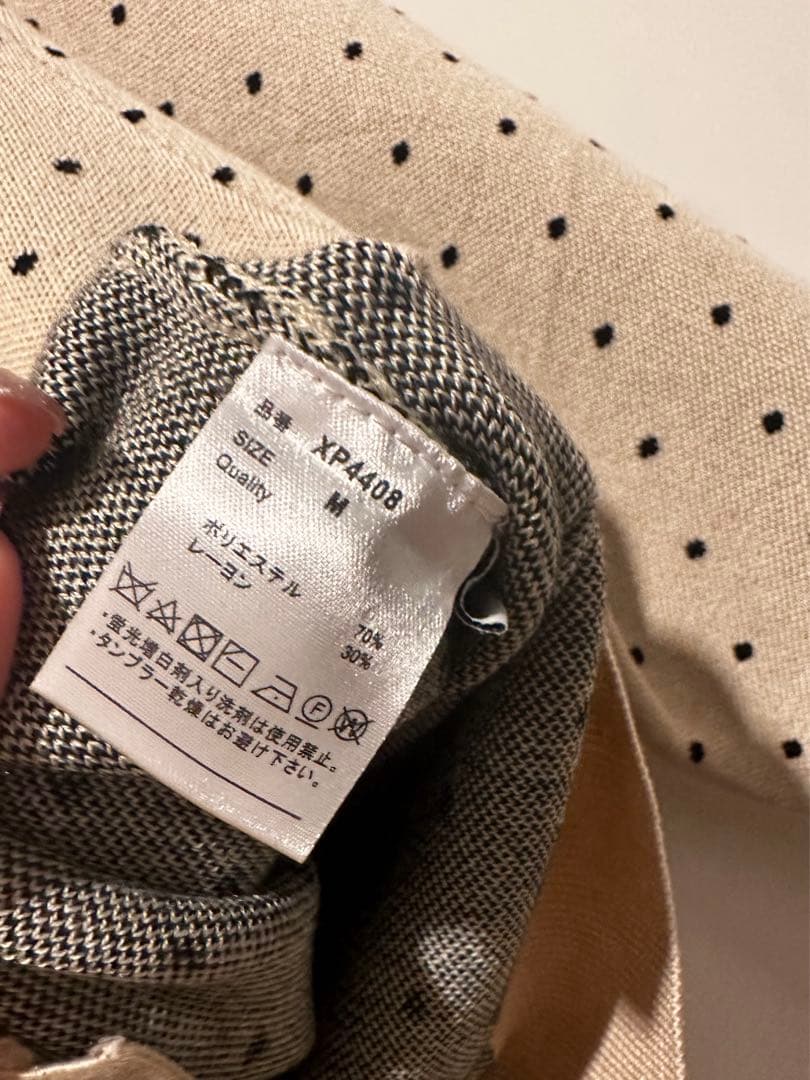 品番 XP4408
SIZE M
Quality
ポリエステル 70%
レーヨン 30%
・蛍光増白剤入り洗剤は使用禁止。
・タンブラー乾燥はお避け下さい。